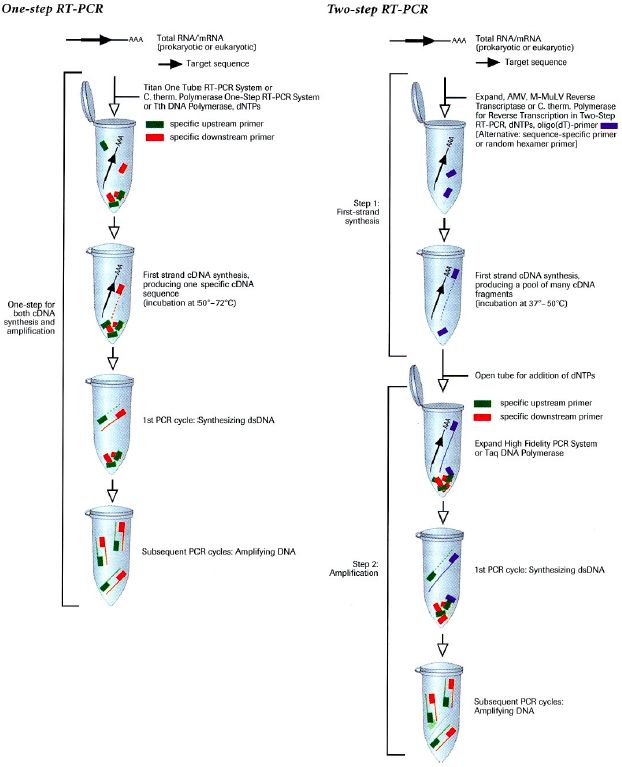 One-step RT-PCR
AAA
Total RNA/mRNA
(prokaryotic or eukaryotic)
Target sequence
Titan One Tube RT-PCR System or
C. therm. Polymerase One-Step RT-PCR System
or Tth DNA Polymerase, dNTPs
specific upstream primer
specific downstream primer
AAA
One-step for
both cDNA
synthesis and
amplification
AAA
First strand cDNA synthesis,
producing one specific cDNA
sequence
(incubation at 50°–72°C)
1st PCR cycle: Synthesizing dsDNA
Subsequent PCR cycles: Amplifying DNA
Two-step RT-PCR
AAA
Total RNA/mRNA
(prokaryotic or eukaryotic)
Target sequence
Expand, AMV, M-MuLV Reverse
Transcriptase or C. therm. Polymerase
for Reverse Transcription in Two-Step
RT-PCR, dNTPs, oligo(dT)-primer
[Alternative: sequence-specific primer
or random hexamer primer]
AAA
Step 1:
First-strand
synthesis
AAA
First strand cDNA synthesis,
producing a pool of many cDNA
fragments
(incubation at 37°–50°C)
Open tube for addition of dNTPs
specific upstream primer
specific downstream primer
AAA
Expand High Fidelity PCR System
or Taq DNA Polymerase
Step 2:
Amplification
1st PCR cycle: Synthesizing dsDNA
Subsequent PCR cycles:
Amplifying DNA